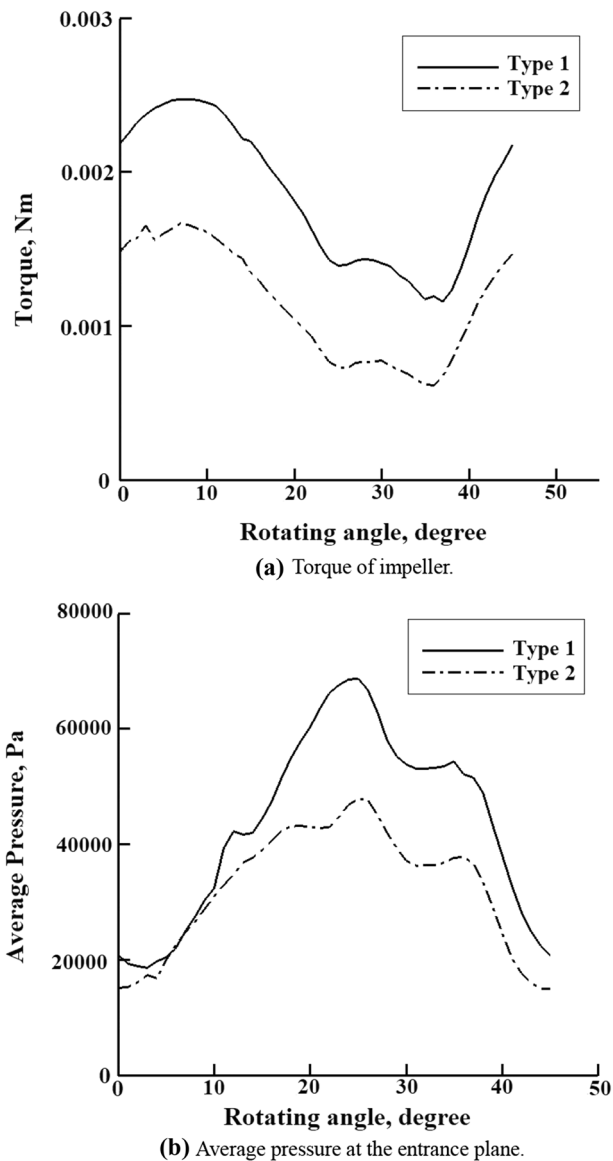 0.003
Type 1
Type 2
0.002
Torque, Nm
0.001
0
0 10 20 30 40 50
Rotating angle, degree
(a) Torque of impeller.
80000
Type 1
Type 2
60000
Average Pressure, Pa
40000
20000
0
0 10 20 30 40 50
Rotating angle, degree
(b) Average pressure at the entrance plane.